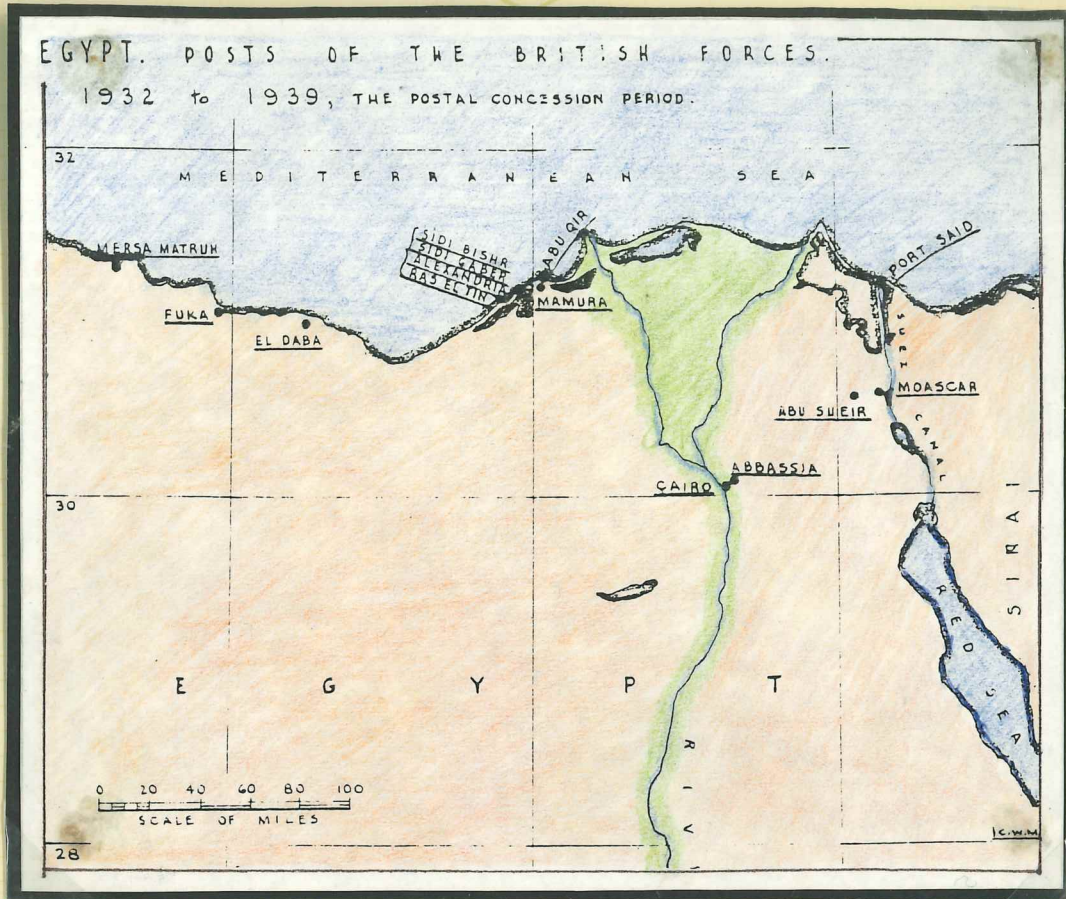 EGYPT. POSTS OF THE BRITISH FORCES.
1932 to 1939, THE POSTAL CONCESSION PERIOD.
32
MEDITERRANEAN SEA
MERSA MATRUH
SIDI BISHR
SIDI GABER
ALEXANDRIA
RAS EL TIN
ABU QIR
PORT SAID
MAMURA
FUKA
EL DABA
SUEZ CANAL
MOASCAR
ABU SUEIR
ABBASSIA
CAIRO
30
SINAI
RED SEA
EGYPT
RIV
0 20 40 60 80 100
SCALE OF MILES
C.W.M
28